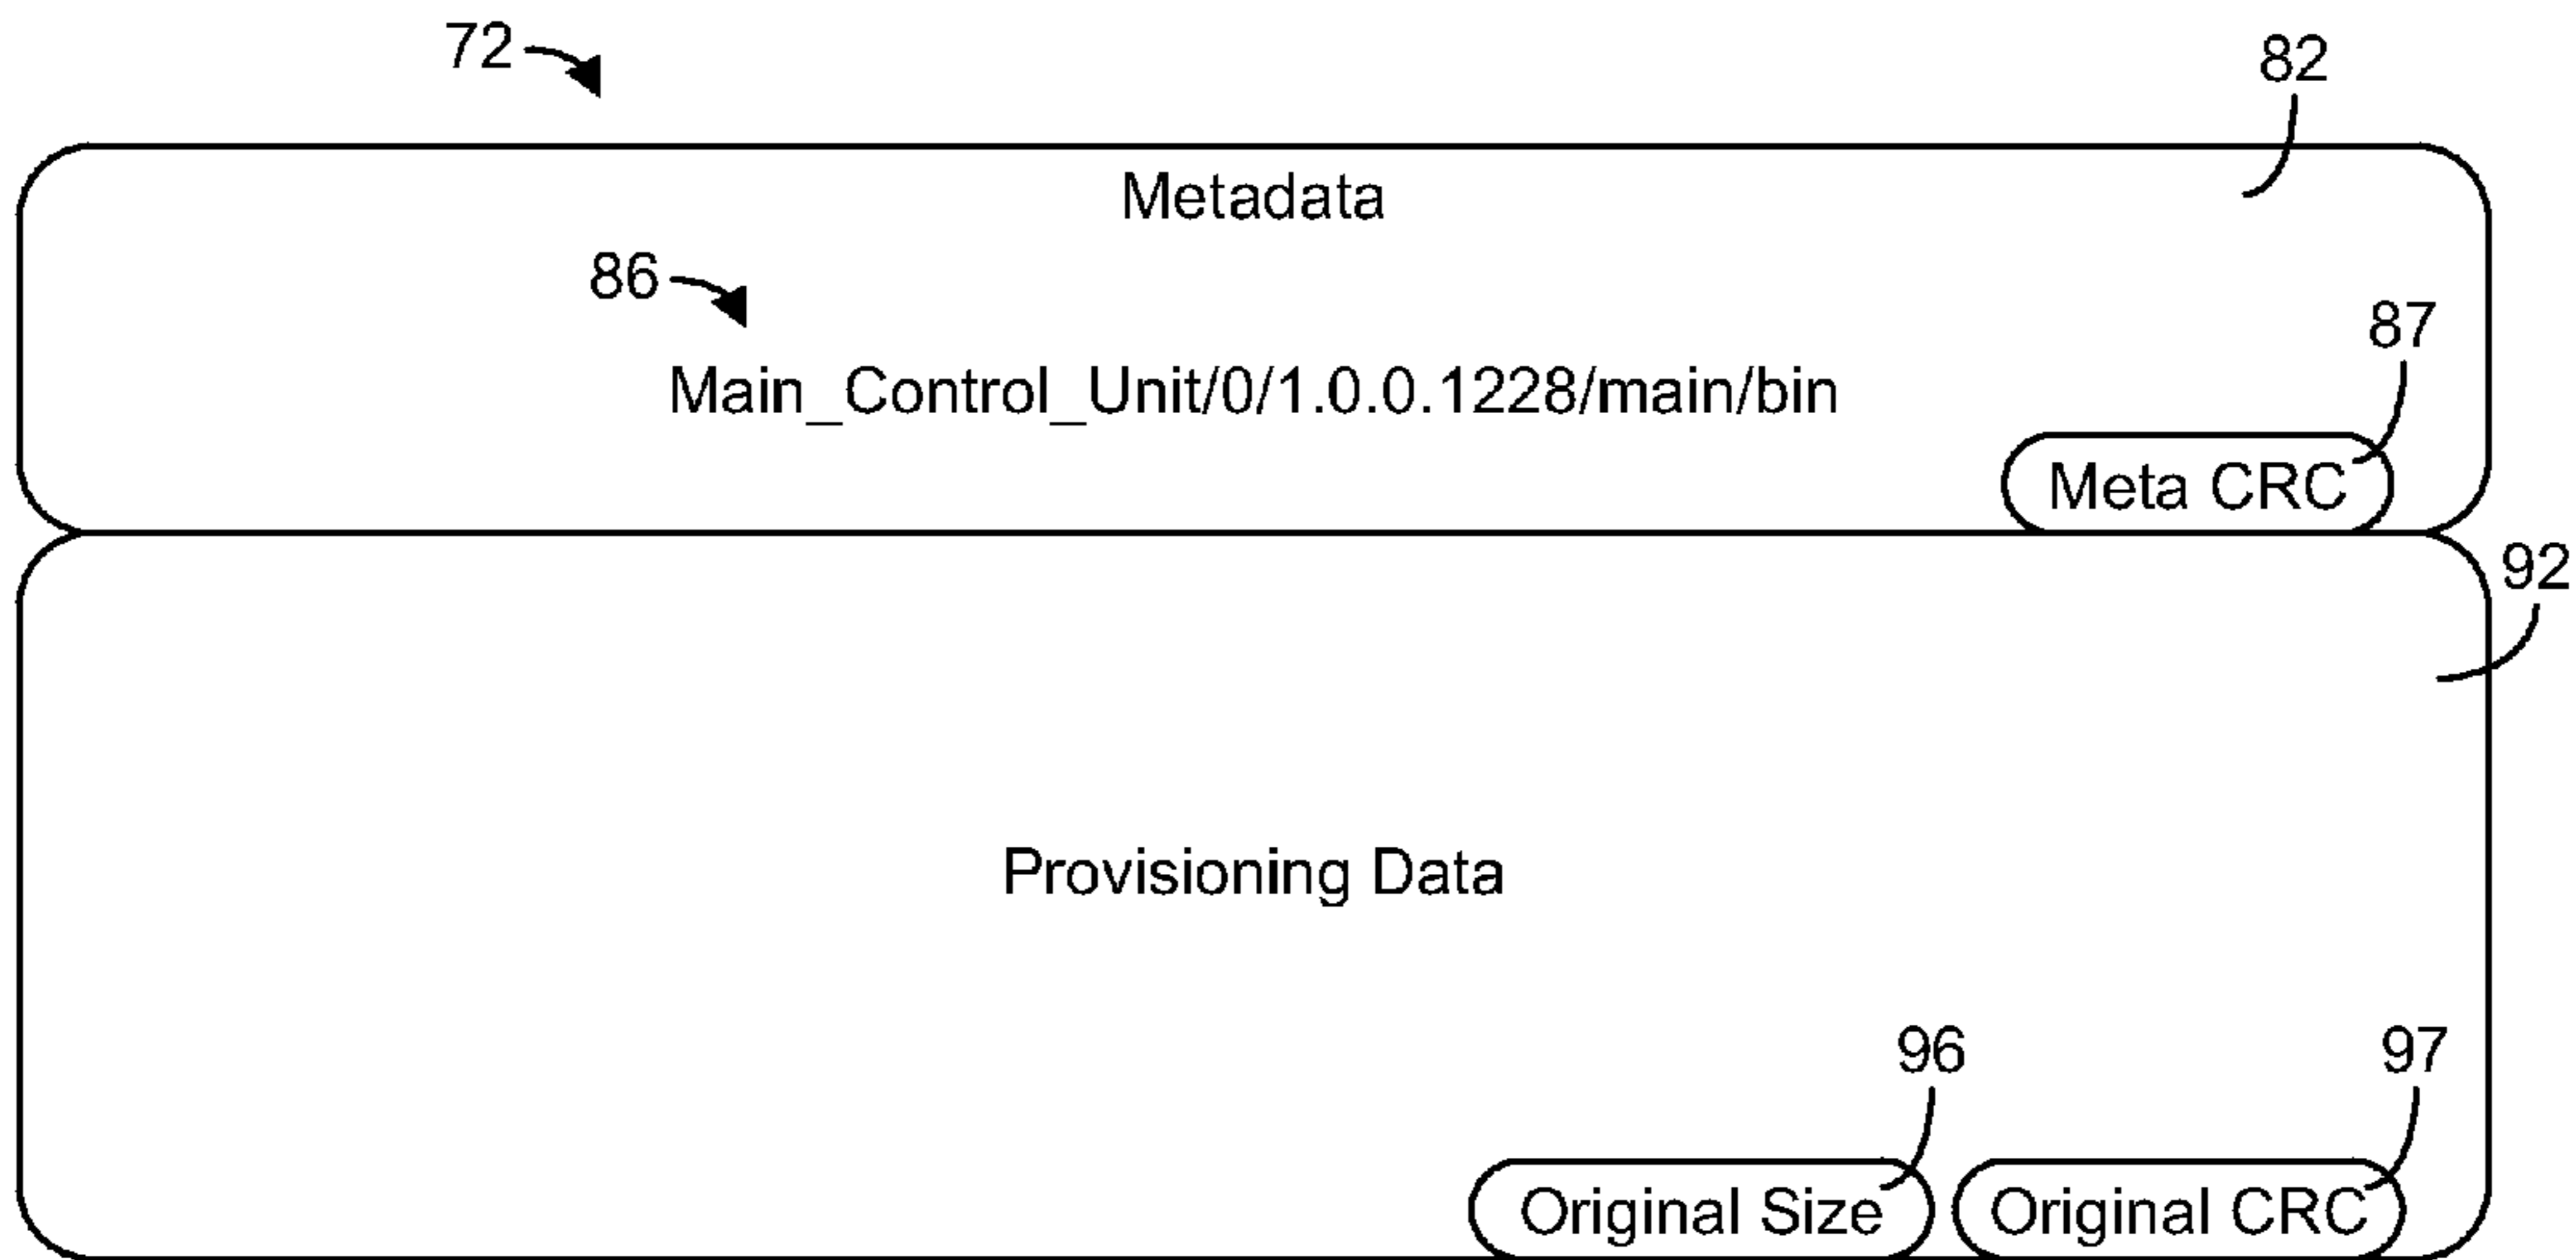 72
82
Metadata
86
87
Main_Control_Unit/0/1.0.0.1228/main/bin
Meta CRC
92
Provisioning Data
96
97
Original Size
Original CRC